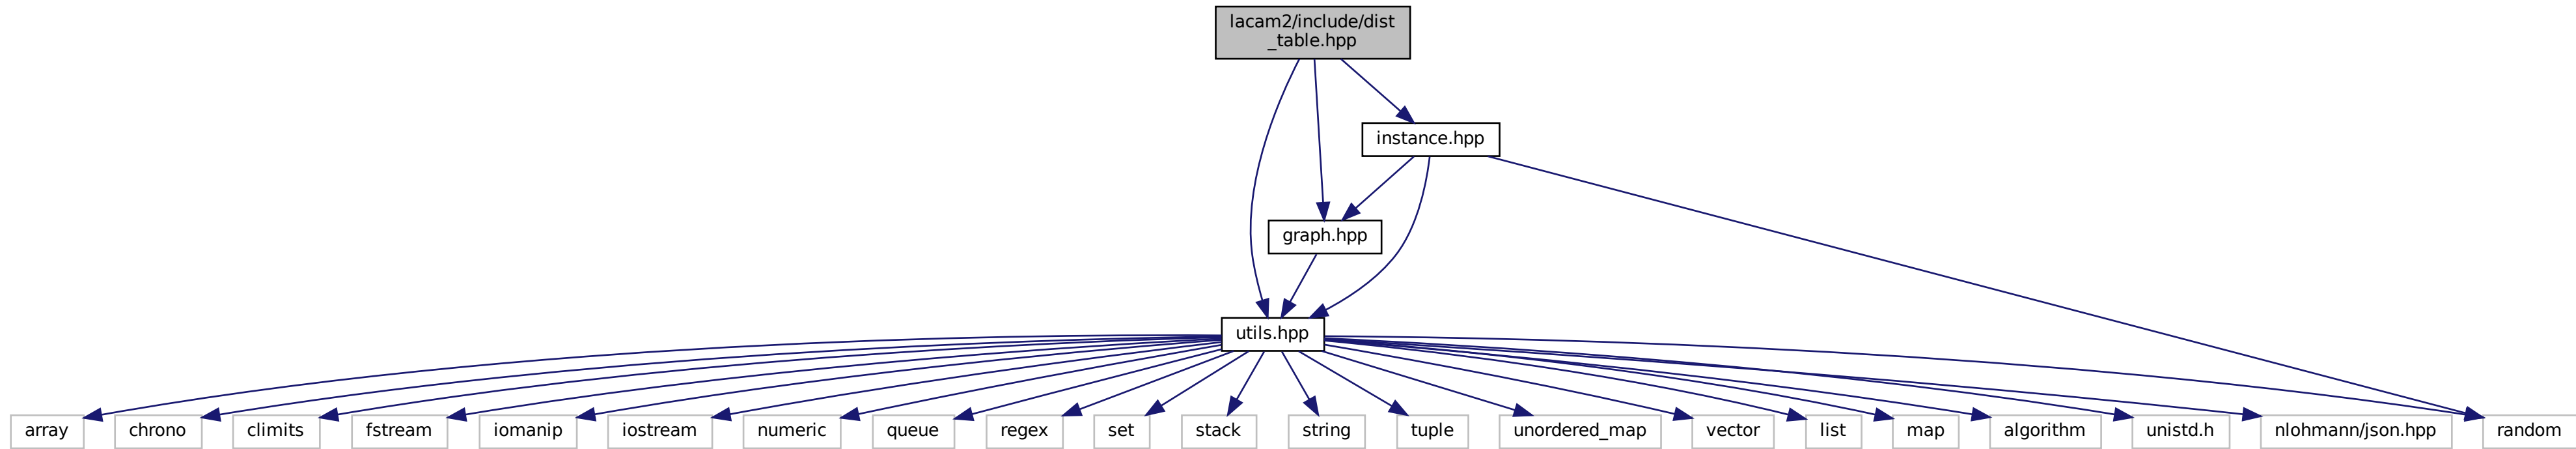 lacam2/include/dist
_table.hpp
instance.hpp
graph.hpp
utils.hpp
array
chrono
climits
fstream
iomanip
iostream
numeric
queue
regex
set
stack
string
tuple
unordered_map
vector
list
map
algorithm
unistd.h
nlohmann/json.hpp
random